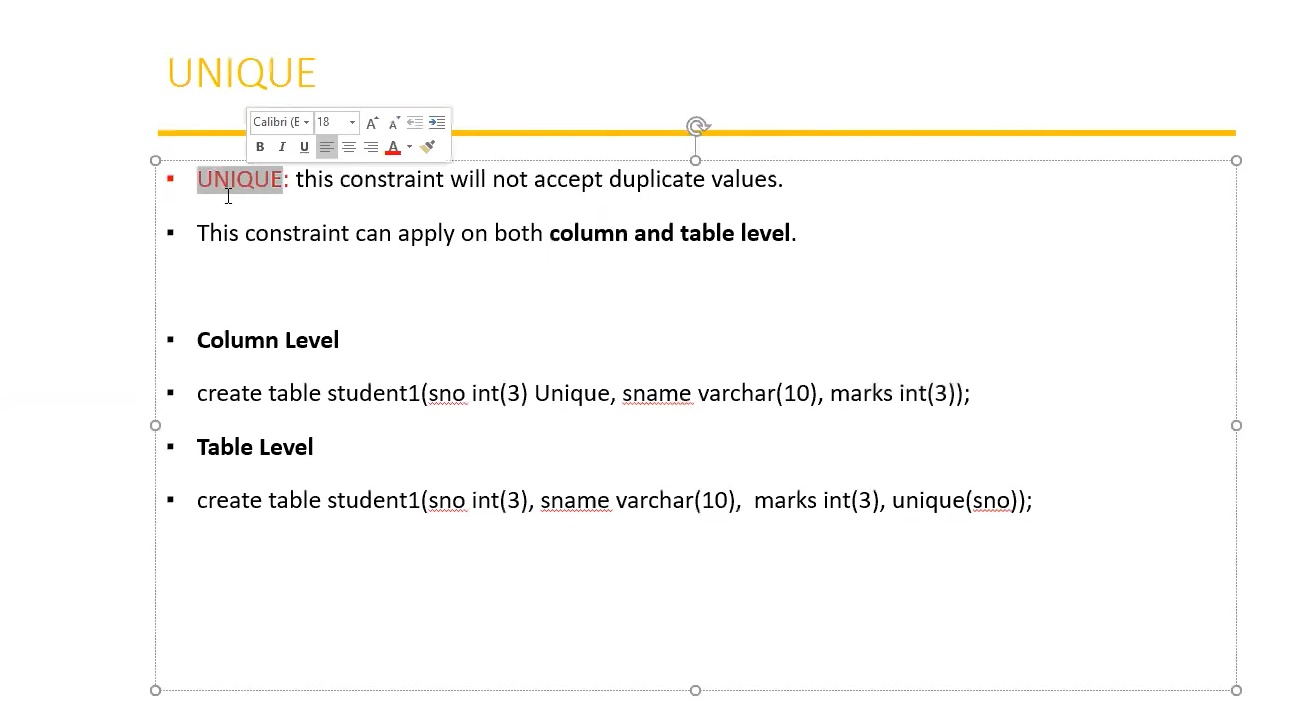 UNIQUE
Calibri (E 18 A A
B I U A
▪ UNIQUE: this constraint will not accept duplicate values.
▪ This constraint can apply on both column and table level.
▪ Column Level
▪ create table student1(sno int(3) Unique, sname varchar(10), marks int(3));
▪ Table Level
▪ create table student1(sno int(3), sname varchar(10),  marks int(3), unique(sno));